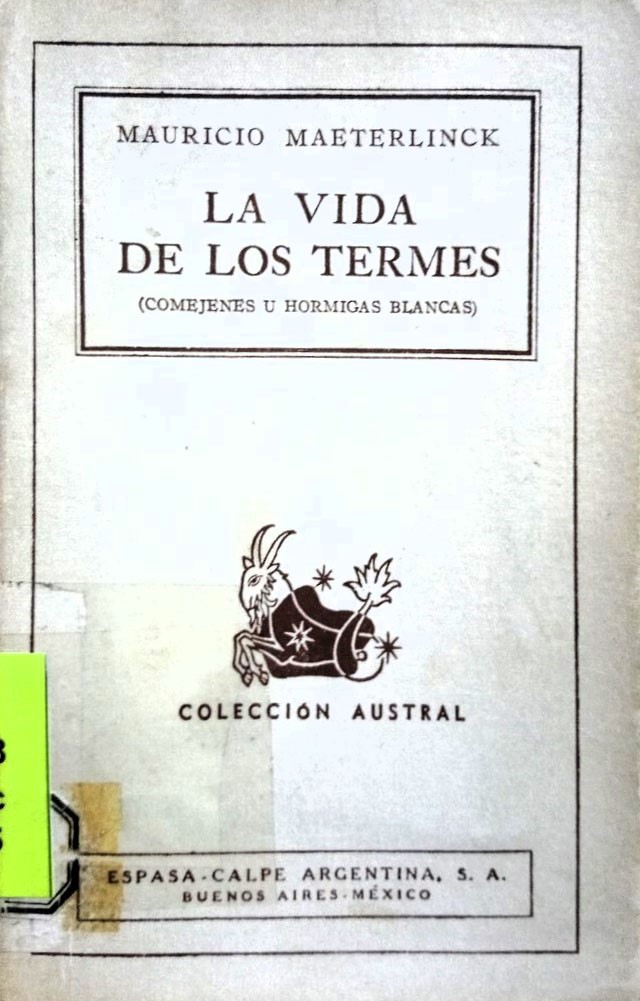 MAURICIO MAETERLINCK
LA VIDA
DE LOS TERMES
(COMEJENES U HORMIGAS BLANCAS)
COLECCIÓN AUSTRAL
ESPASA-CALPE ARGENTINA, S. A.
BUENOS AIRES-MÉXICO